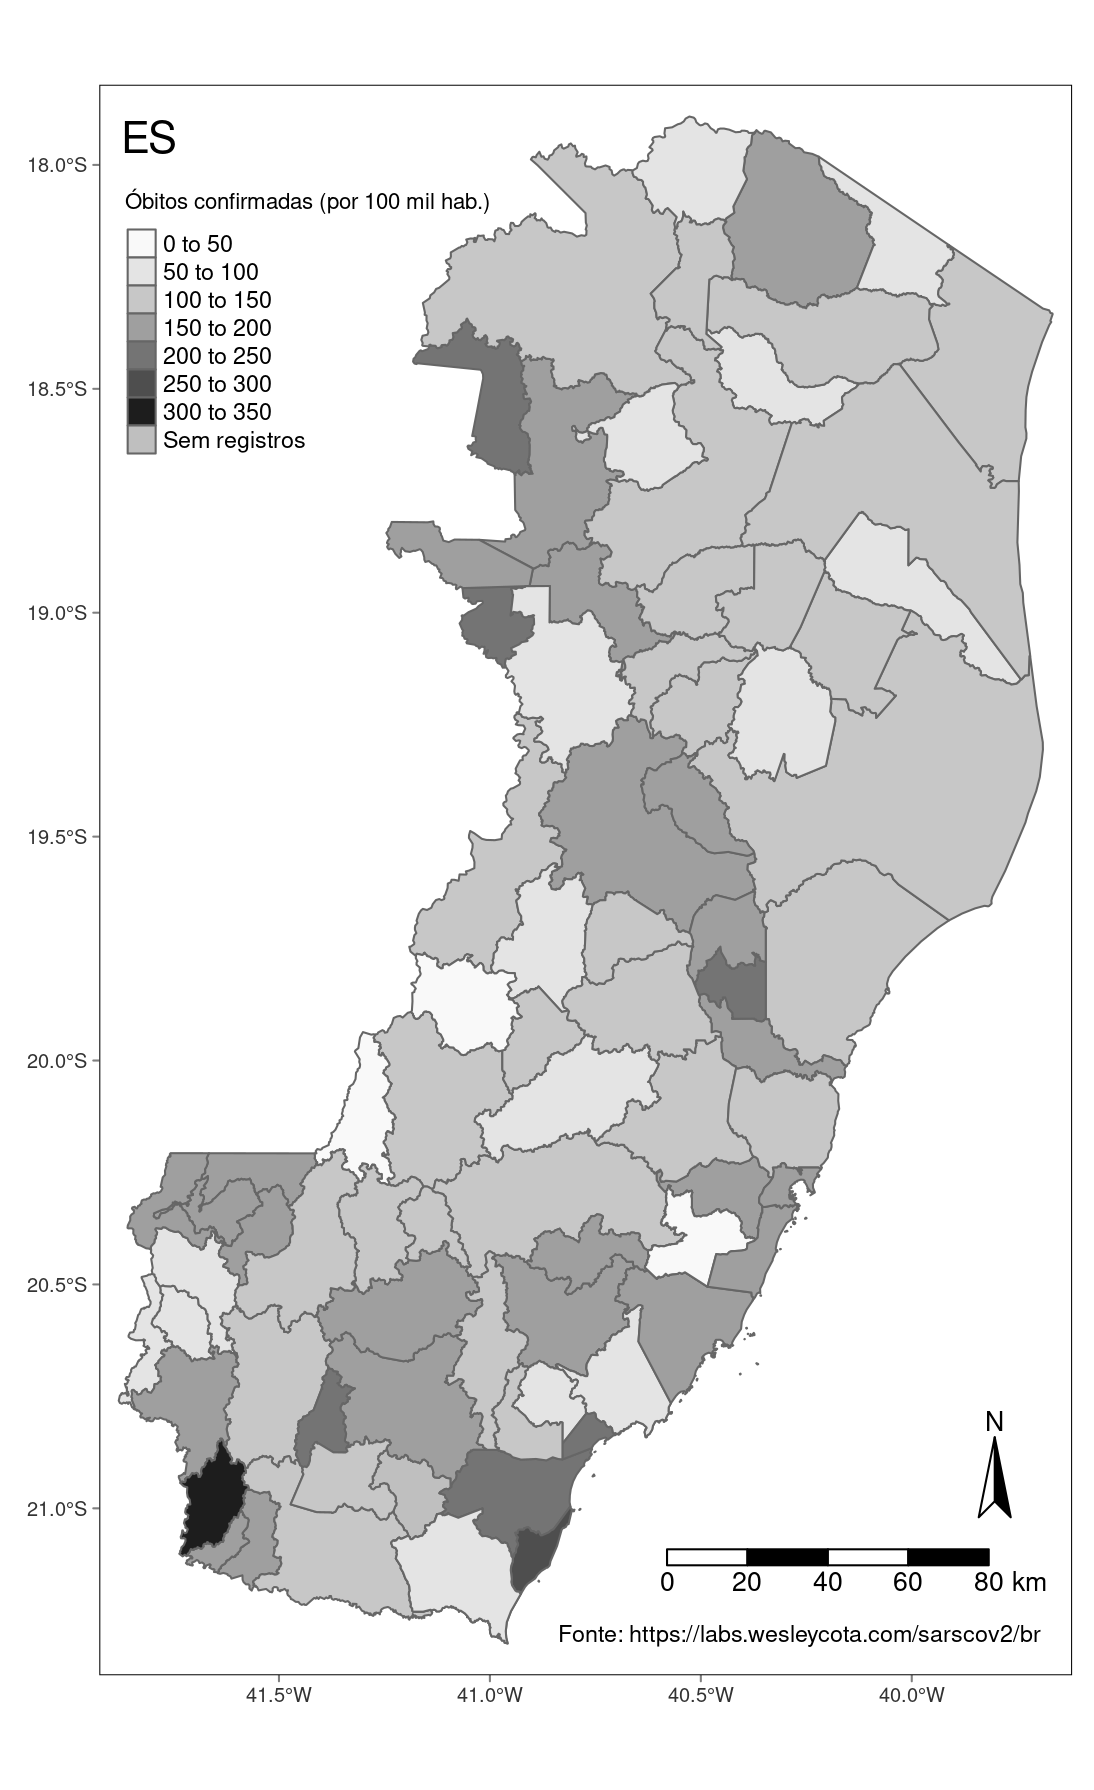 ES
Óbitos confirmadas (por 100 mil hab.)
0 to 50
50 to 100
100 to 150
150 to 200
200 to 250
250 to 300
300 to 350
Sem registros
18.0°S
18.5°S
19.0°S
19.5°S
20.0°S
20.5°S
21.0°S
N
0 20 40 60 80 km
Fonte: https://labs.wesleycota.com/sarscov2/br
41.5°W 41.0°W 40.5°W 40.0°W